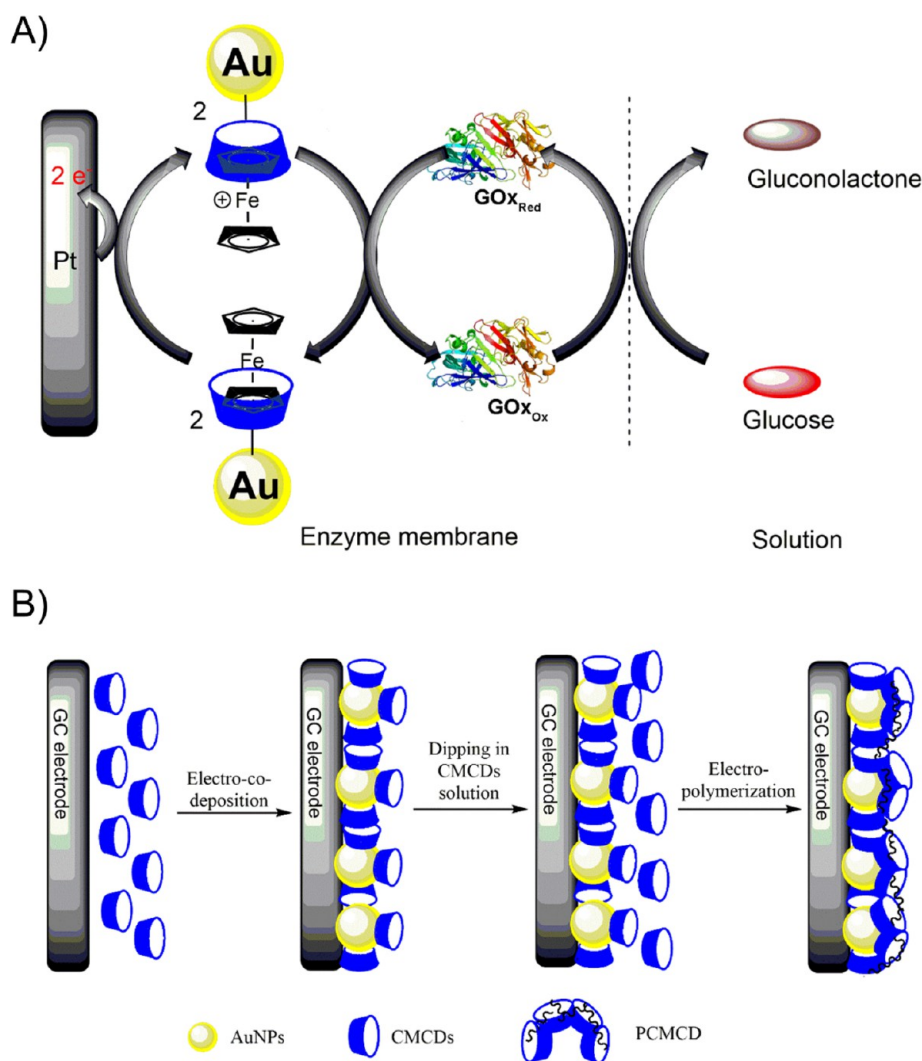 A)
Au
2
2 e-
Pt
⊕Fe
GOxRed
Gluconolactone
Fe
2
GOxOx
Glucose
Au
Enzyme membrane
Solution
B)
GC electrode
Electro-co-
deposition
GC electrode
Dipping in
CMCDs
solution
GC electrode
Electro-
polymerization
GC electrode
AuNPs
CMCDs
PCMCD